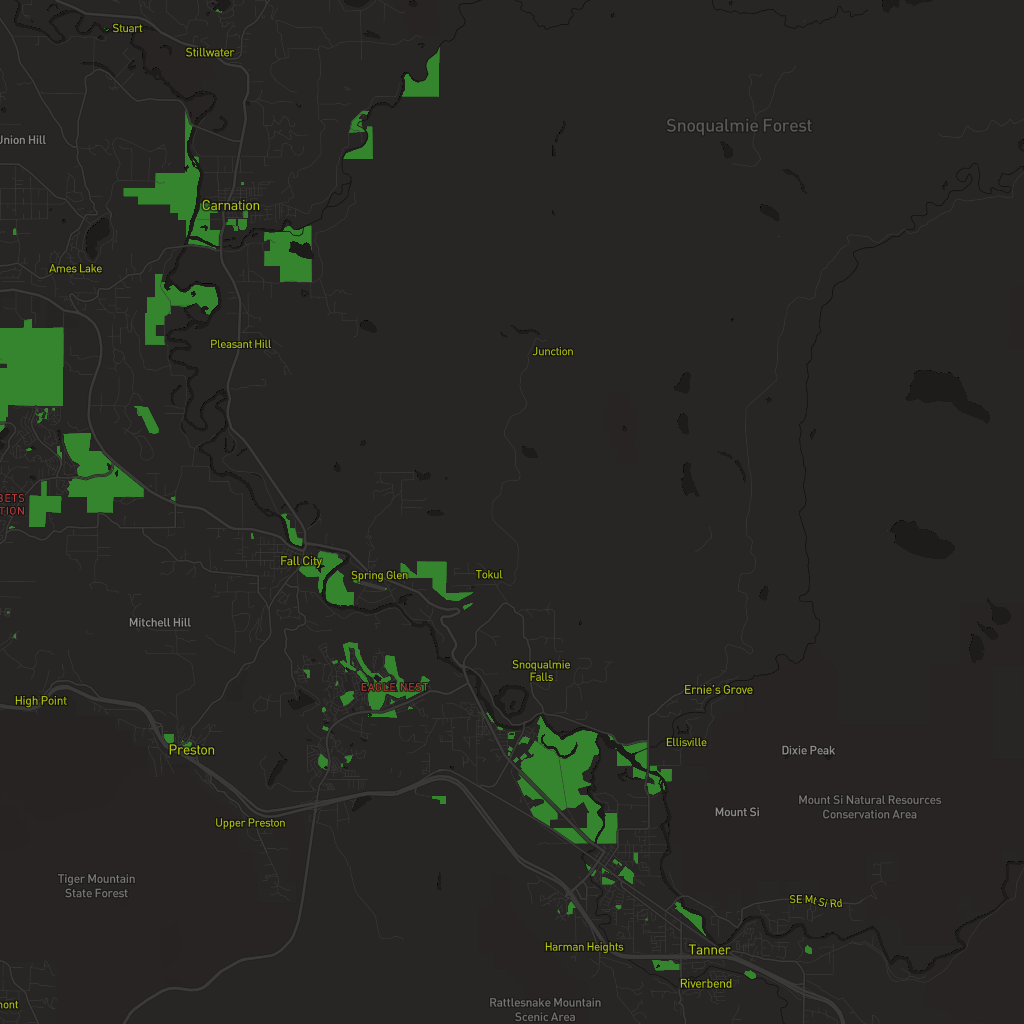 Stuart
Stillwater
Snoqualmie Forest
Union Hill
Carnation
Ames Lake
Pleasant Hill
Junction
BETS
TION
Fall City
Spring Glen
Tokul
Mitchell Hill
Snoqualmie
Falls
EAGLE NEST
Ernie's Grove
High Point
Ellisville
Preston
Dixie Peak
Mount Si Natural Resources
Conservation Area
Mount Si
Upper Preston
Tiger Mountain
State Forest
SE Mt Si Rd
Harman Heights
Tanner
Riverbend
mont
Rattlesnake Mountain
Scenic Area